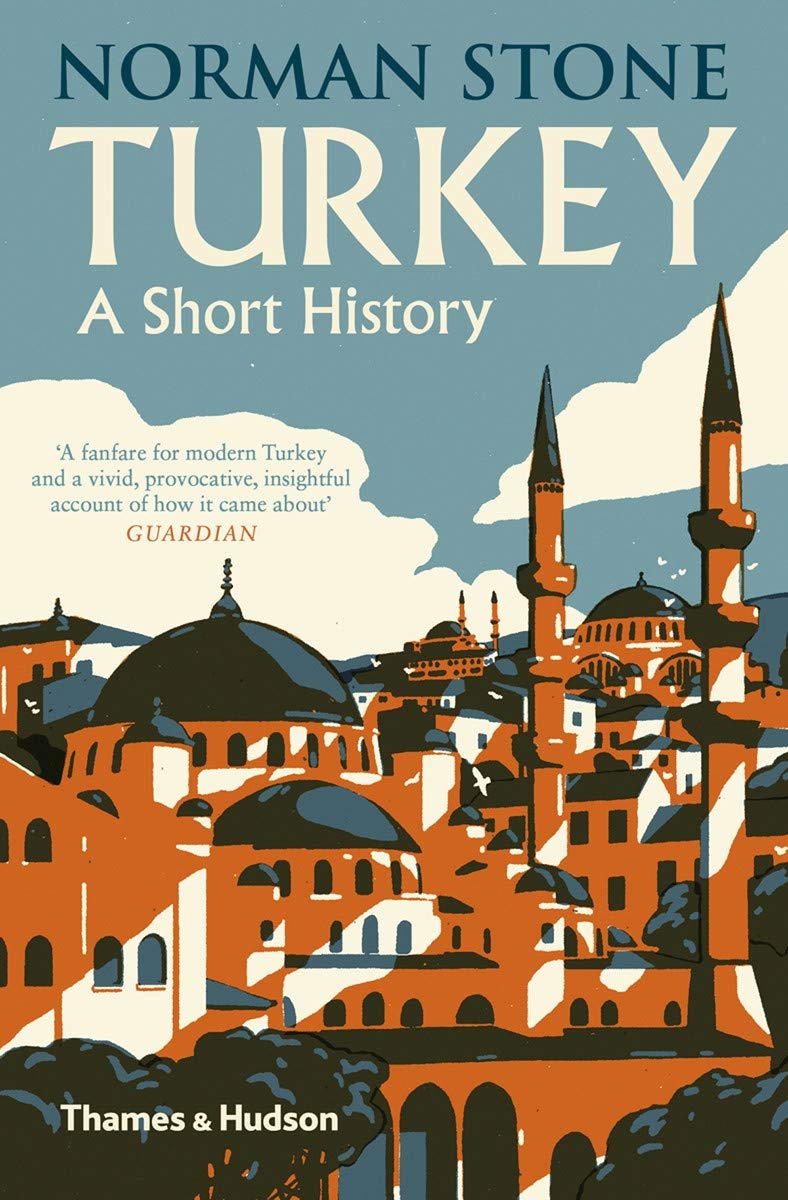 NORMAN STONE
TURKEY
A Short History
‘A fanfare for modern Turkey
and a vivid, provocative, insightful
account of how it came about’
GUARDIAN
Thames & Hudson